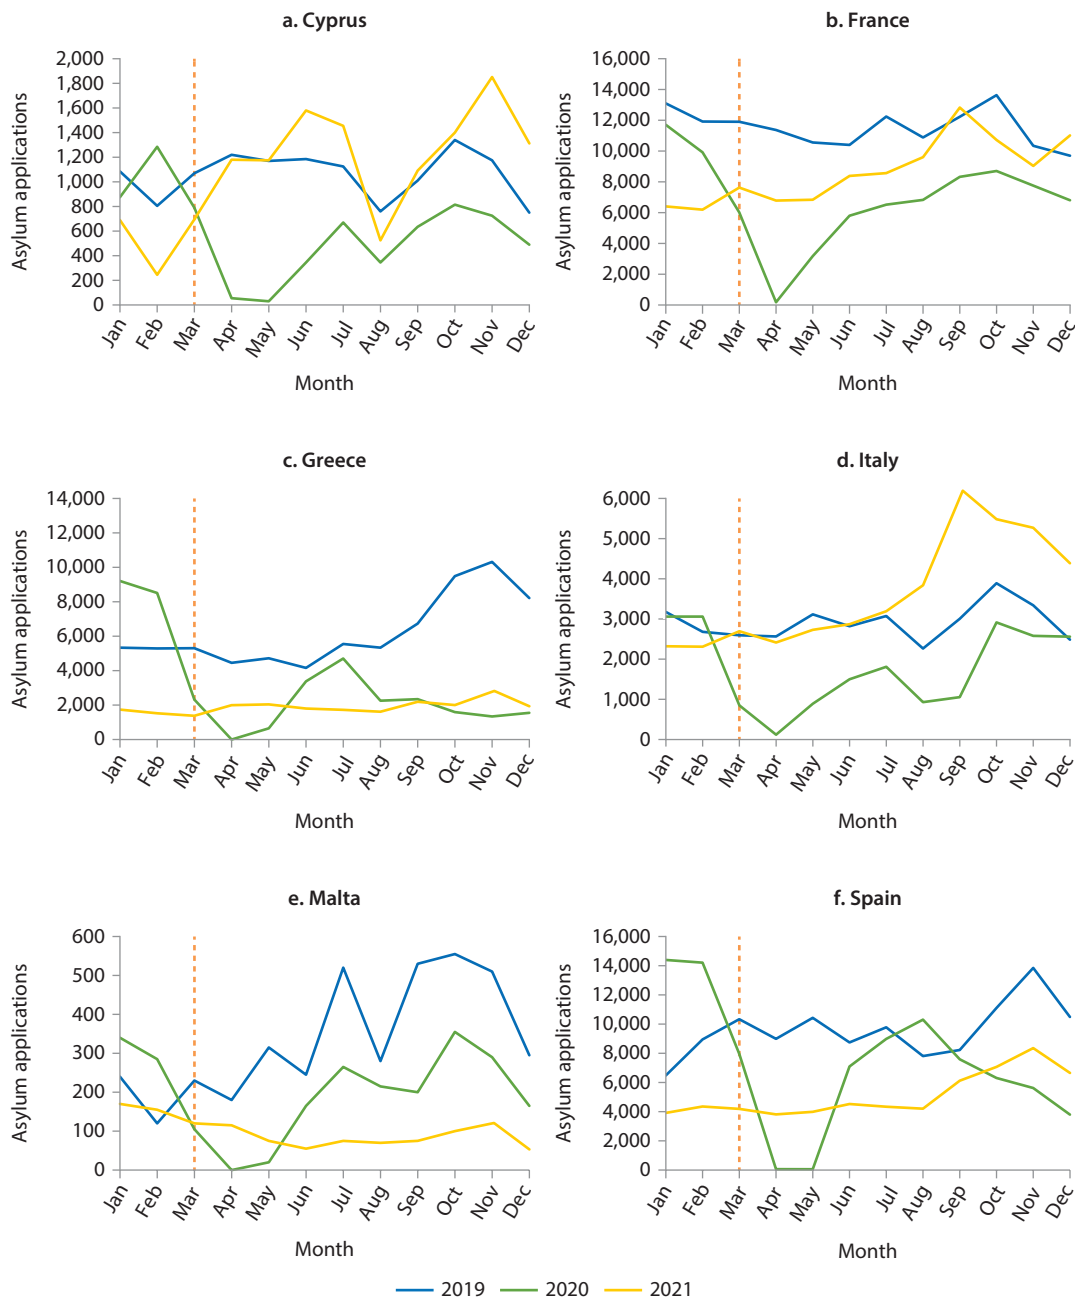 a. Cyprus
Asylum applications
2,000
1,800
1,600
1,400
1,200
1,000
800
600
400
200
0
Jan Feb Mar Apr May Jun Jul Aug Sep Oct Nov Dec
Month
b. France
Asylum applications
16,000
14,000
12,000
10,000
8,000
6,000
4,000
2,000
0
Jan Feb Mar Apr May Jun Jul Aug Sep Oct Nov Dec
Month
c. Greece
Asylum applications
14,000
12,000
10,000
8,000
6,000
4,000
2,000
0
Jan Feb Mar Apr May Jun Jul Aug Sep Oct Nov Dec
Month
d. Italy
Asylum applications
6,000
5,000
4,000
3,000
2,000
1,000
0
Jan Feb Mar Apr May Jun Jul Aug Sep Oct Nov Dec
Month
e. Malta
Asylum applications
600
500
400
300
200
100
0
Jan Feb Mar Apr May Jun Jul Aug Sep Oct Nov Dec
Month
f. Spain
Asylum applications
16,000
14,000
12,000
10,000
8,000
6,000
4,000
2,000
0
Jan Feb Mar Apr May Jun Jul Aug Sep Oct Nov Dec
Month
2019 2020 2021